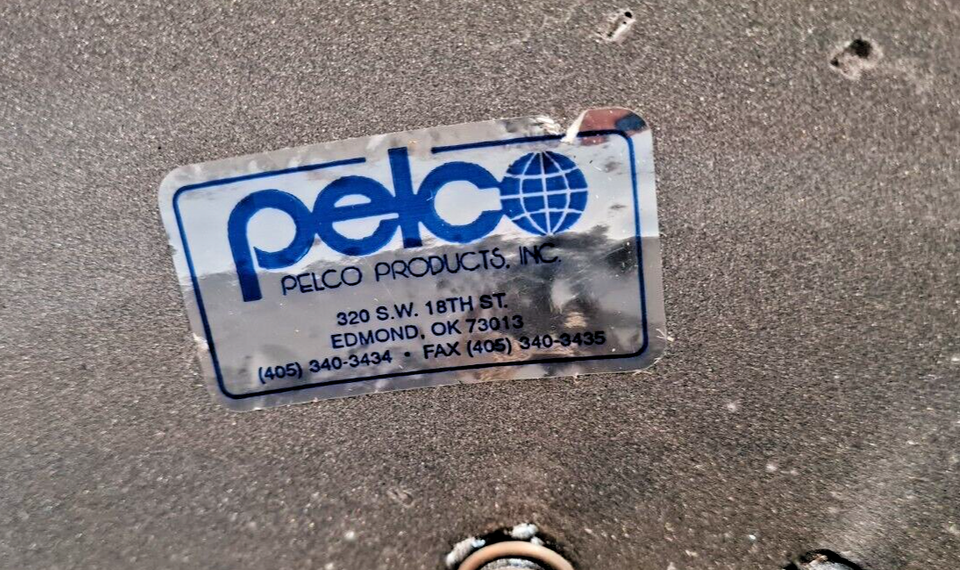 pelco
PELCO PRODUCTS, INC.
320 S.W. 18TH ST.
EDMOND, OK 73013
(405) 340-3434 • FAX (405) 340-3435